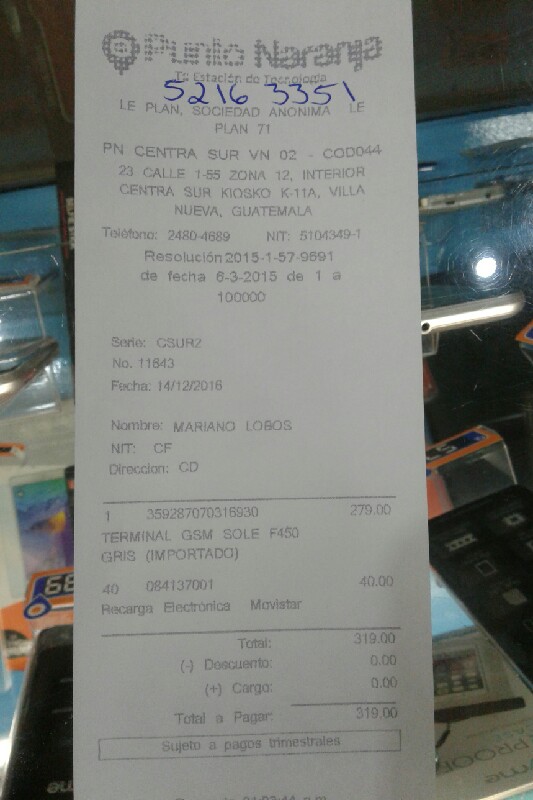 Punto Naranja
Tu Estación de Tecnología
5216 3351
LE PLAN, SOCIEDAD ANONIMA LE
PLAN 71
PN CENTRA SUR VN 02 - COD044
23 CALLE 1-55 ZONA 12, INTERIOR
CENTRA SUR KIOSKO K-11A, VILLA
NUEVA, GUATEMALA
Teléfono: 2480-4689 NIT: 5104349-1
Resolución 2015-1-57-9591
de fecha 6-3-2015 de 1 a
100000
Serie: CSUR2
No. 11643
Fecha: 14/12/2016
Nombre: MARIANO LOBOS
NIT: CF
Direccion: CD
1 359287070316930 279.00
TERMINAL GSM SOLE F450
GRIS (IMPORTADO)
40 084137001 40.00
Recarga Electrónica Movistar
Total: 319.00
(-) Descuento: 0.00
(+) Cargo: 0.00
Total a Pagar: 319.00
Sujeto a pagos trimestrales